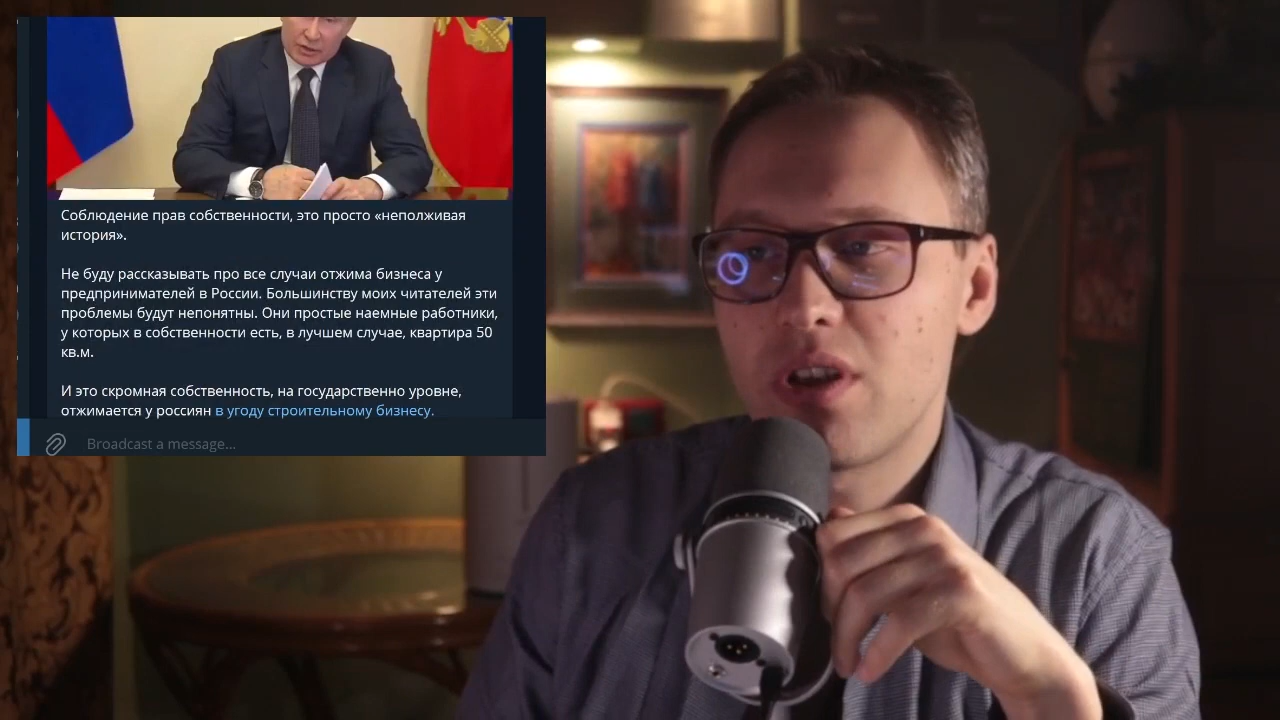 Соблюдение прав собственности, это просто «неполживая
история».
Не буду рассказывать про все случаи отжима бизнеса у
предпринимателей в России. Большинству моих читателей эти
проблемы будут непонятны. Они простые наемные работники,
у которых в собственности есть, в лучшем случае, квартира 50
кв.м.
И это скромная собственность, на государственно уровне,
отжимается у россиян в угоду строительному бизнесу.
Broadcast a message...